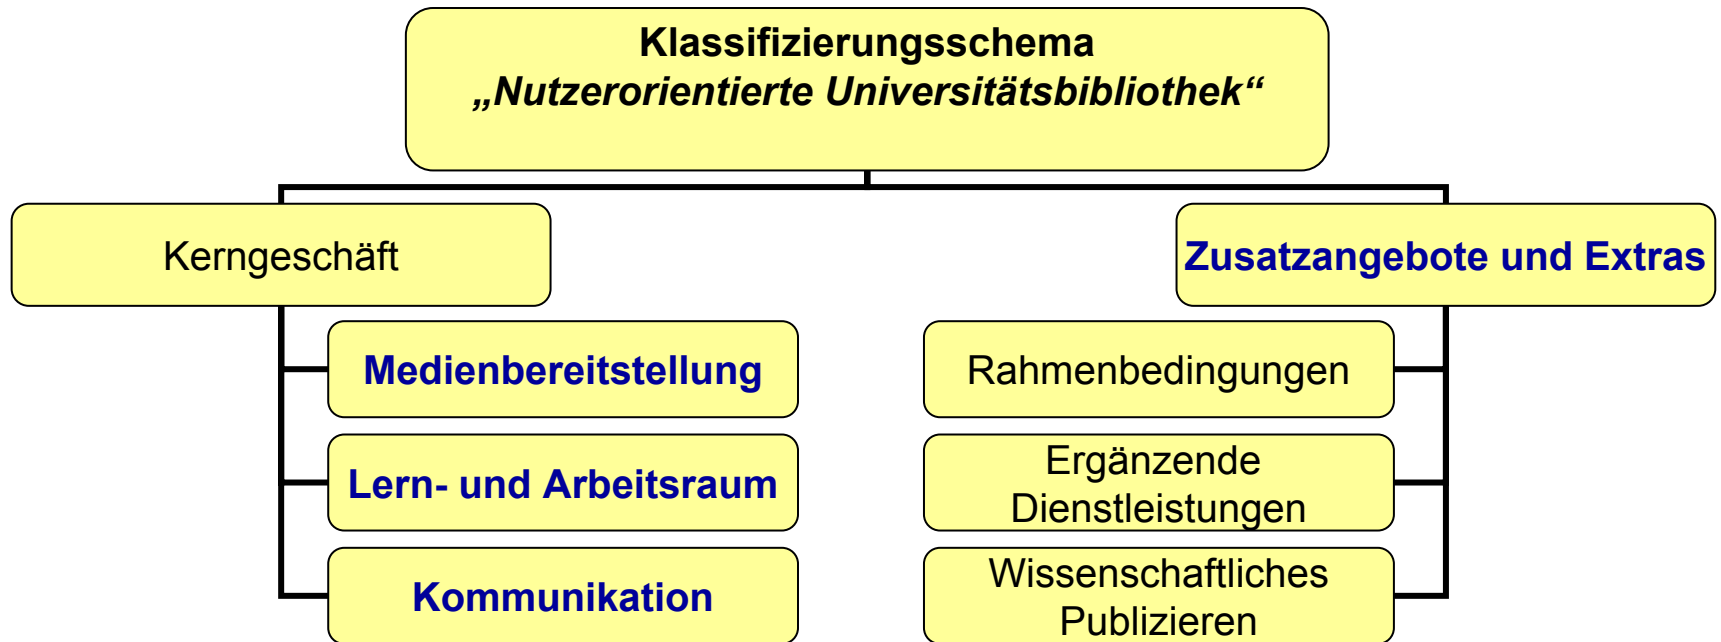 Klassifizierungsschema
„Nutzerorientierte Universitätsbibliothek“
Kerngeschäft
Zusatzangebote und Extras
Medienbereitstellung
Lern- und Arbeitsraum
Kommunikation
Rahmenbedingungen
Ergänzende
Dienstleistungen
Wissenschaftliches
Publizieren